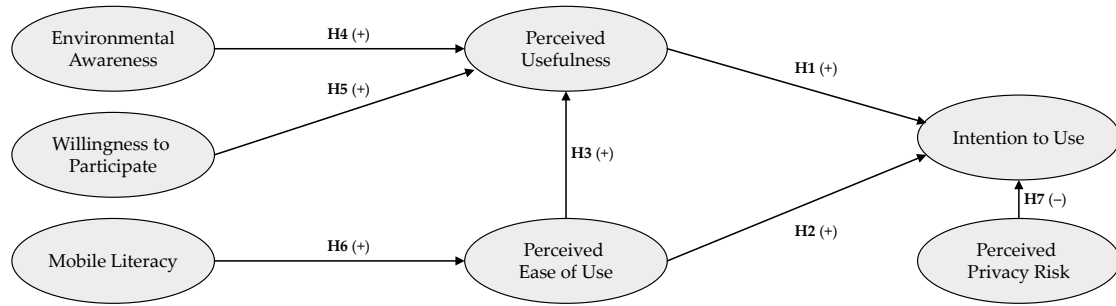 Environmental
Awareness
H4 (+)
Perceived
Usefulness
H1 (+)
H5 (+)
Willingness to
Participate
H3 (+)
Intention to Use
H7 (–)
H2 (+)
Mobile Literacy
H6 (+)
Perceived
Ease of Use
Perceived
Privacy Risk